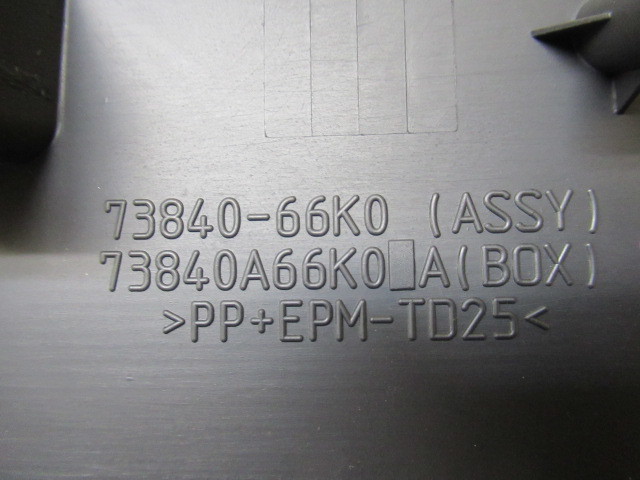 73840-66K0 (ASSY)
73840A66K0 A(BOX)
>PP+EPM-TD25<